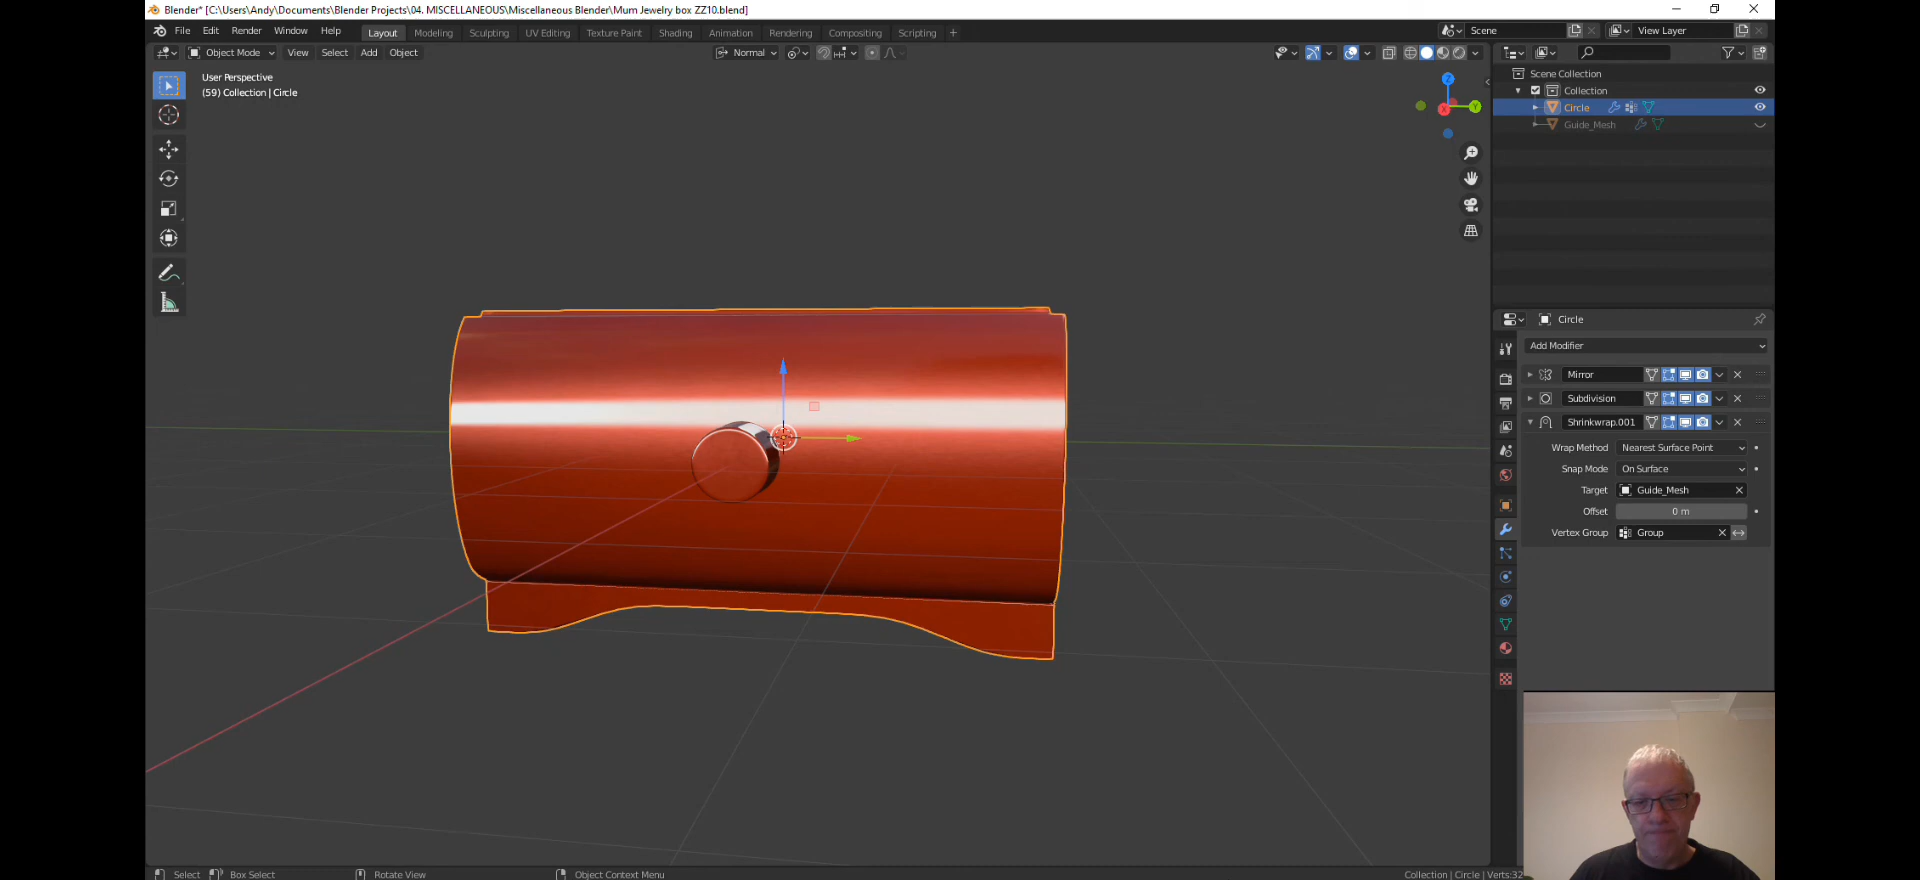 Blender* [C:\Users\Andy\Documents\Blender Projects\04. MISCELLANEOUS\Miscellaneous Blender\Mum Jewelry box ZZ10.blend]
File Edit Render Window Help Layout Modeling Sculpting UV Editing Texture Paint Shading Animation Rendering Compositing Scripting + Scene View Layer
Object Mode View Select Add Object Normal
User Perspective
(59) Collection | Circle
Z
Y
X
Scene Collection
Collection
Circle
Guide_Mesh
Circle
Add Modifier
Mirror
Subdivision
Shrinkwrap.001
Wrap Method Nearest Surface Point
Snap Mode On Surface
Target Guide_Mesh
Offset 0 m
Vertex Group Group
Select Box Select Rotate View Object Context Menu Collection | Circle | Verts:32